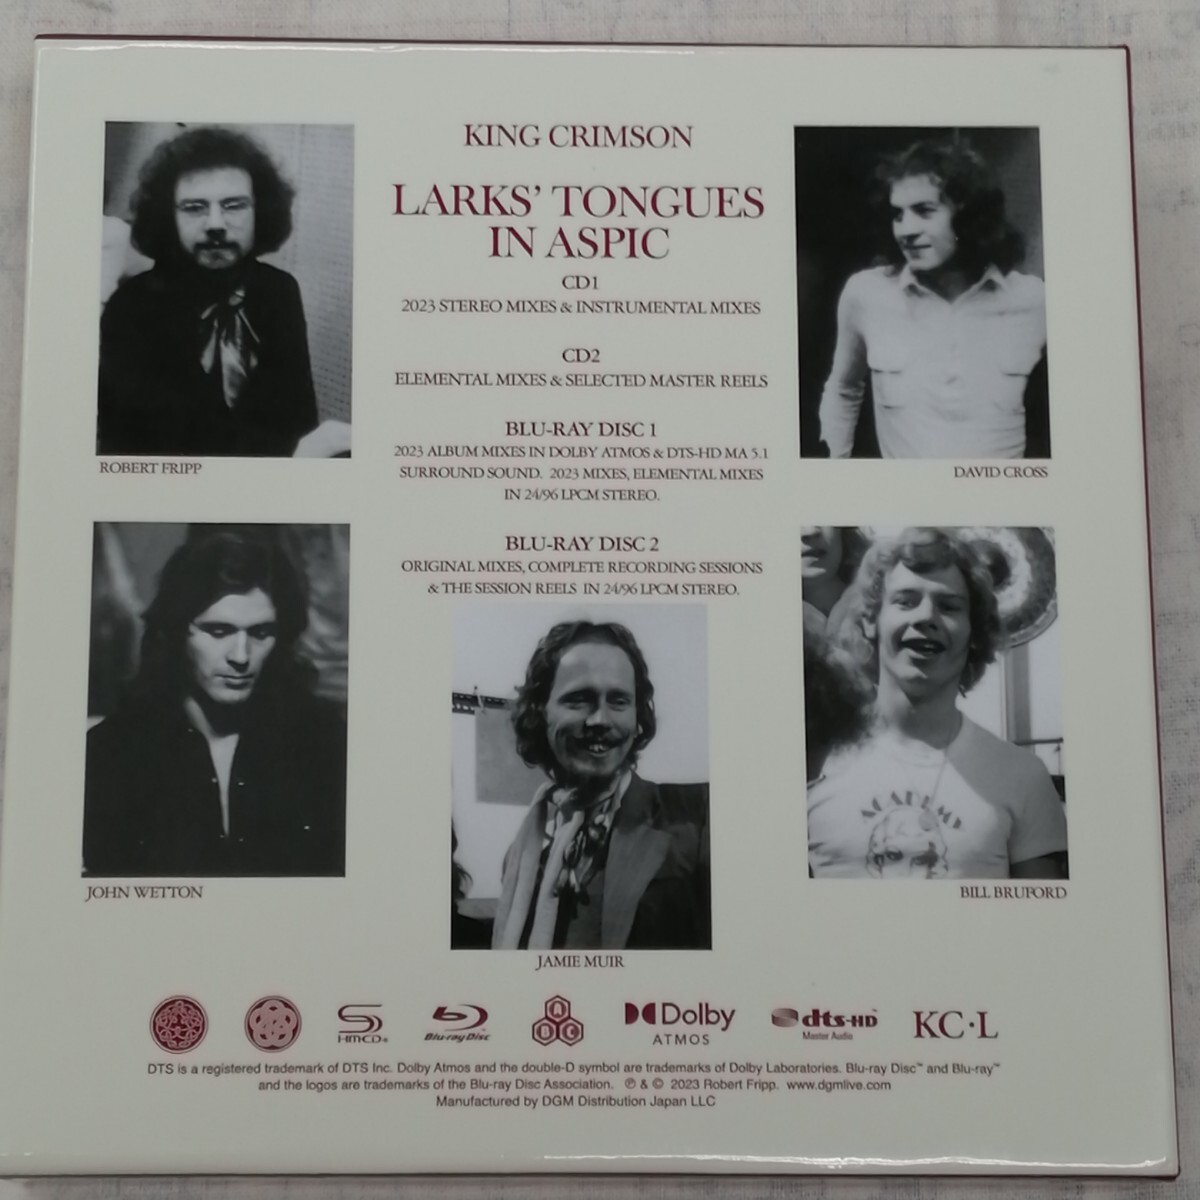 KING CRIMSON
LARKS' TONGUES
IN ASPIC
CD1
2023 STEREO MIXES & INSTRUMENTAL MIXES
CD2
ELEMENTAL MIXES & SELECTED MASTER REELS
BLU-RAY DISC 1
2023 ALBUM MIXES IN DOLBY ATMOS & DTS-HD MA 5.1
SURROUND SOUND. 2023 MIXES, ELEMENTAL MIXES
IN 24/96 LPCM STEREO.
BLU-RAY DISC 2
ORIGINAL MIXES, COMPLETE RECORDING SESSIONS
& THE SESSION REELS IN 24/96 LPCM STEREO.
ROBERT FRIPP
DAVID CROSS
ACADEMY
JOHN WETTON
BILL BRUFORD
JAMIE MUIR
HMCD
Blu-ray Disc
A
B C
Dolby
ATMOS
dts-HD
Master Audio
KC·L
DTS is a registered trademark of DTS Inc. Dolby Atmos and the double-D symbol are trademarks of Dolby Laboratories. Blu-ray Disc™ and Blu-ray™
and the logos are trademarks of the Blu-ray Disc Association. ℗ & © 2023 Robert Fripp. www.dgmlive.com
Manufactured by DGM Distribution Japan LLC